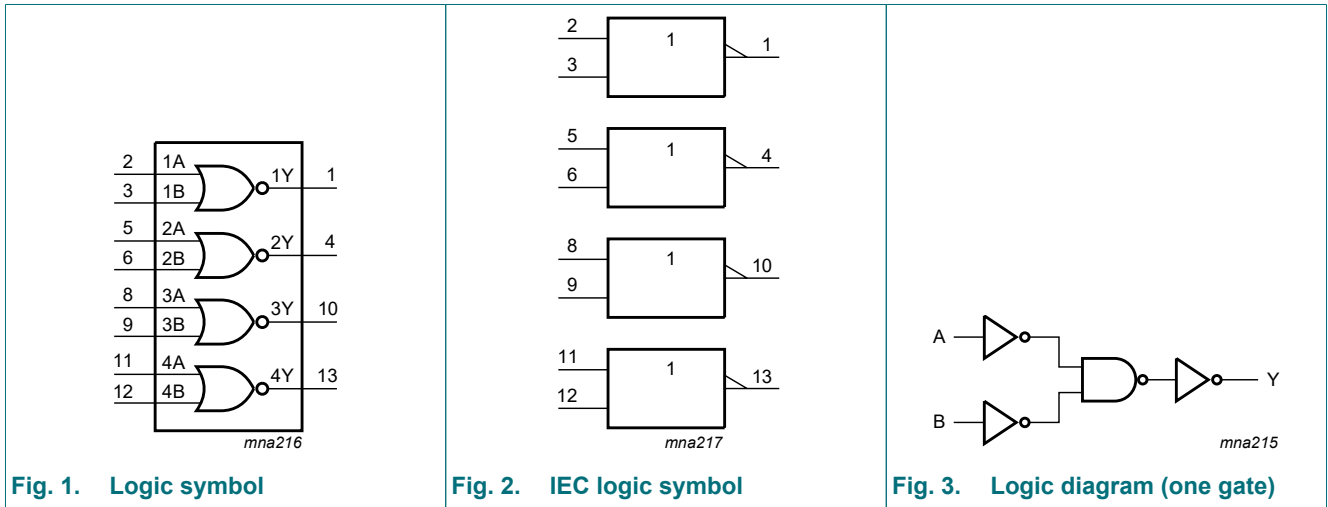 2 1A 1Y 1
3 1B
5 2A 2Y 4
6 2B
8 3A 3Y 10
9 3B
11 4A 4Y 13
12 4B
mna216
Fig. 1. Logic symbol
2 1 1
3
5 1 4
6
8 1 10
9
11 1 13
12
mna217
Fig. 2. IEC logic symbol
A
Y
B
mna215
Fig. 3. Logic diagram (one gate)